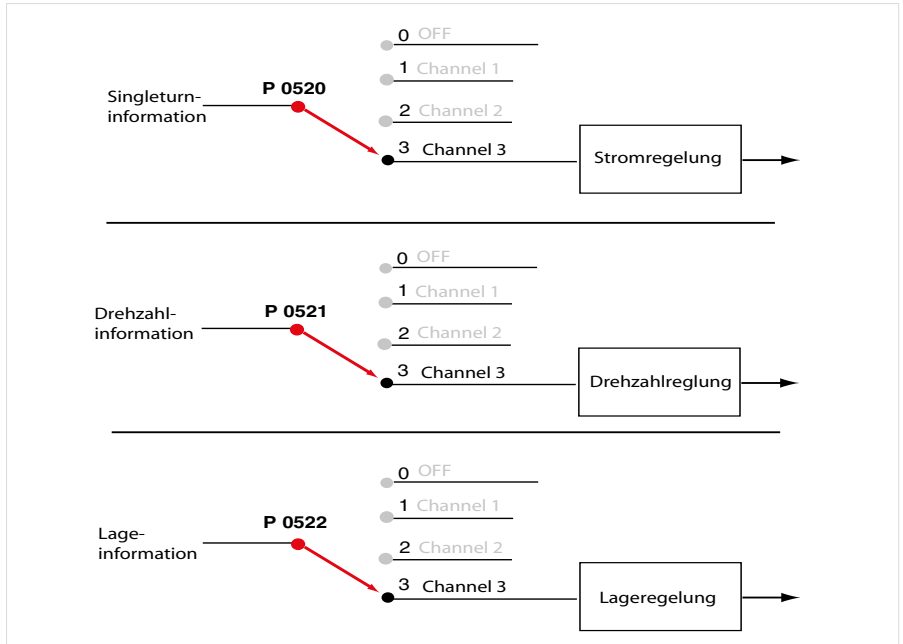 0 OFF
1 Channel 1
P 0520
Singleturn-
information
2 Channel 2
3 Channel 3
Stromregelung
0 OFF
1 Channel 1
P 0521
Drehzahl-
information
2 Channel 2
3 Channel 3
Drehzahlreglung
0 OFF
1 Channel 1
P 0522
Lage-
information
2 Channel 2
3 Channel 3
Lageregelung